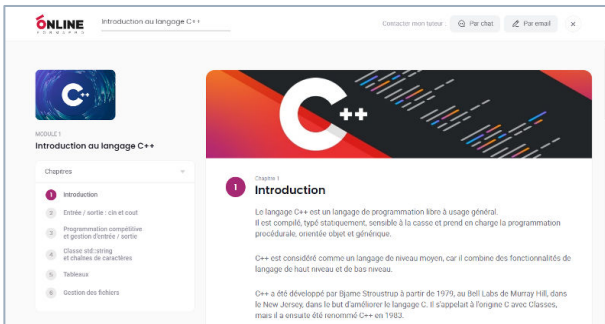 ONLINE
FORMAPRO
Introduction au langage C++
Contacter mon tuteur :
Par chat
Par email
×
C++
MODULE 1
Introduction au langage C++
Chapitres
1 Introduction
2 Entrée / sortie : cin et cout
3 Programmation compétitive
et gestion d'entrée / sortie
4 Classe std::string
et chaînes de caractères
5 Tableaux
6 Gestion des fichiers
C++
1
Chapitre 1
Introduction
Le langage C++ est un langage de programmation libre à usage général.
Il est compilé, typé statiquement, sensible à la casse et prend en charge la programmation
procédurale, orientée objet et générique.
C++ est considéré comme un langage de niveau moyen, car il combine des fonctionnalités de
langage de haut niveau et de bas niveau.
C++ a été développé par Bjarne Stroustrup à partir de 1979, au Bell Labs de Murray Hill, dans
le New Jersey, dans le but d'améliorer le langage C. Il s'appelait à l'origine C avec Classes,
mais il a ensuite été renommé C++ en 1983.